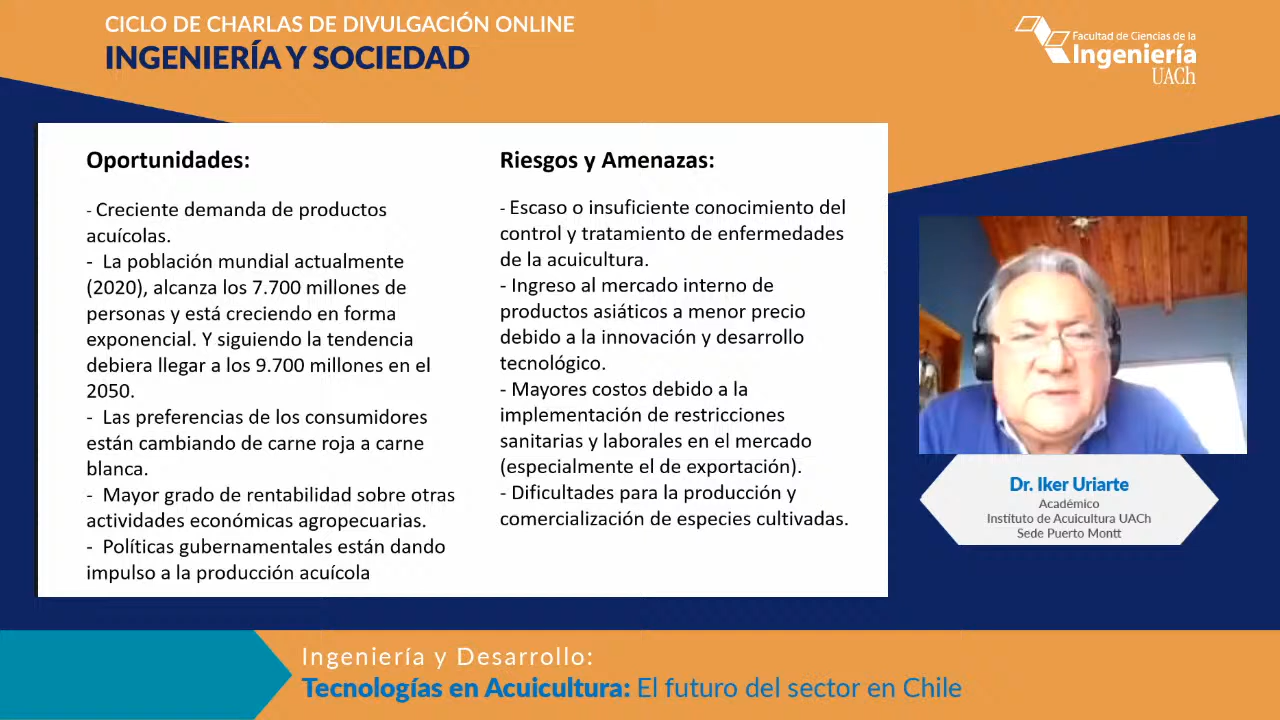 CICLO DE CHARLAS DE DIVULGACIÓN ONLINE
INGENIERÍA Y SOCIEDAD
Facultad de Ciencias de la
Ingeniería
UACh
Oportunidades:
- Creciente demanda de productos
acuícolas.
- La población mundial actualmente
(2020), alcanza los 7.700 millones de
personas y está creciendo en forma
exponencial. Y siguiendo la tendencia
debiera llegar a los 9.700 millones en el
2050.
- Las preferencias de los consumidores
están cambiando de carne roja a carne
blanca.
- Mayor grado de rentabilidad sobre otras
actividades económicas agropecuarias.
- Políticas gubernamentales están dando
impulso a la producción acuícola
Riesgos y Amenazas:
- Escaso o insuficiente conocimiento del
control y tratamiento de enfermedades
de la acuicultura.
- Ingreso al mercado interno de
productos asiáticos a menor precio
debido a la innovación y desarrollo
tecnológico.
- Mayores costos debido a la
implementación de restricciones
sanitarias y laborales en el mercado
(especialmente el de exportación).
- Dificultades para la producción y
comercialización de especies cultivadas.
Dr. Iker Uriarte
Académico
Instituto de Acuicultura UACh
Sede Puerto Montt
Ingeniería y Desarrollo:
Tecnologías en Acuicultura: El futuro del sector en Chile